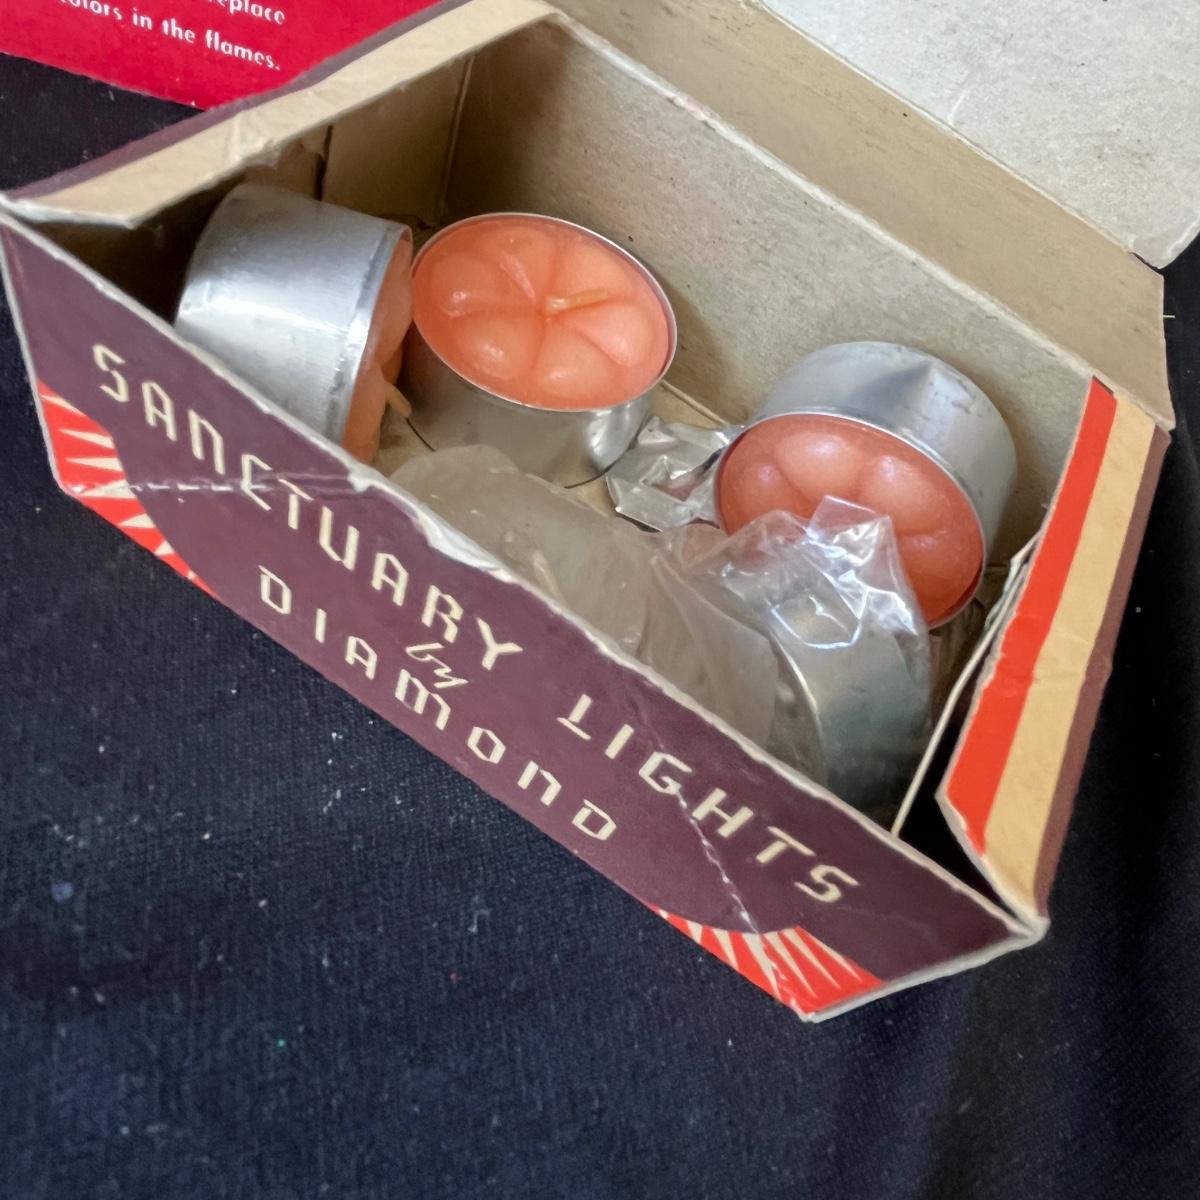 eplace
colors in the flames.
SANCTUARY LIGHTS
by
DIAMOND